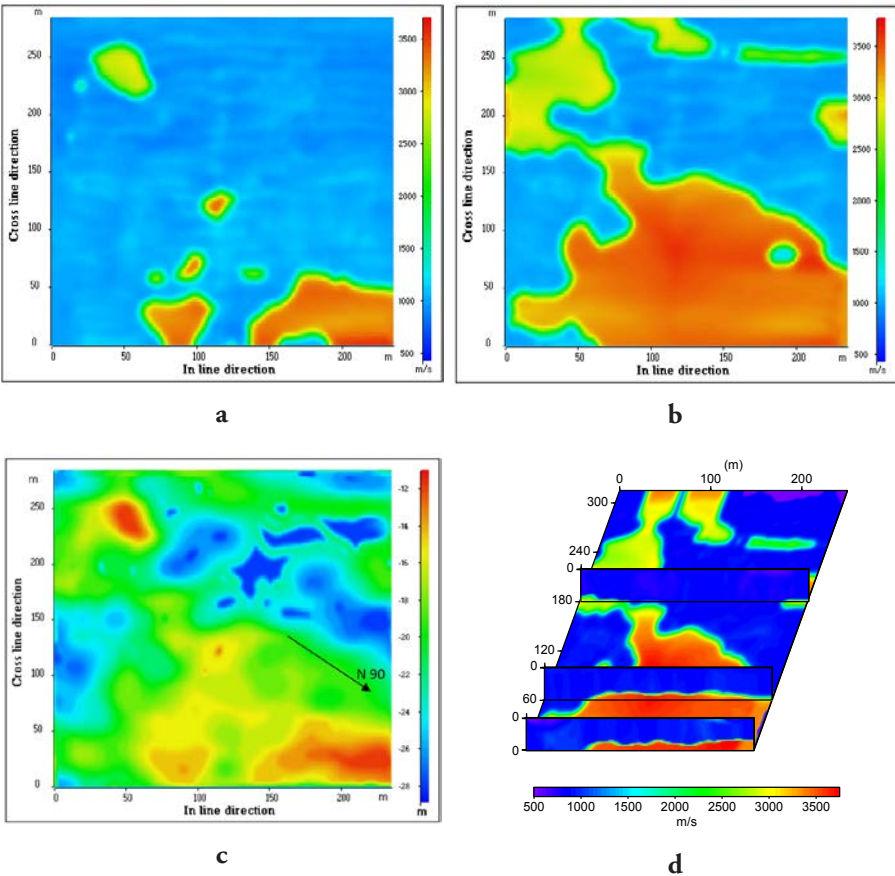 m
250
200
150
100
50
0
Cross line direction
0 50 100 150 200 m
In line direction
3500
3000
2500
2000
1500
1000
500
m/s
a
m
250
200
150
100
50
0
Cross line direction
0 50 100 150 200 m
In line direction
3500
3000
2500
2000
1500
1000
500
m/s
b
m
250
200
150
100
50
0
Cross line direction
0 50 100 150 200
In line direction
N 90
-12
-14
-16
-18
-20
-22
-24
-26
-28
m
c
(m)
0 100 200
300
240
0
180
120
0
60
0
0
500 1000 1500 2000 2500 3000 3500
m/s
d